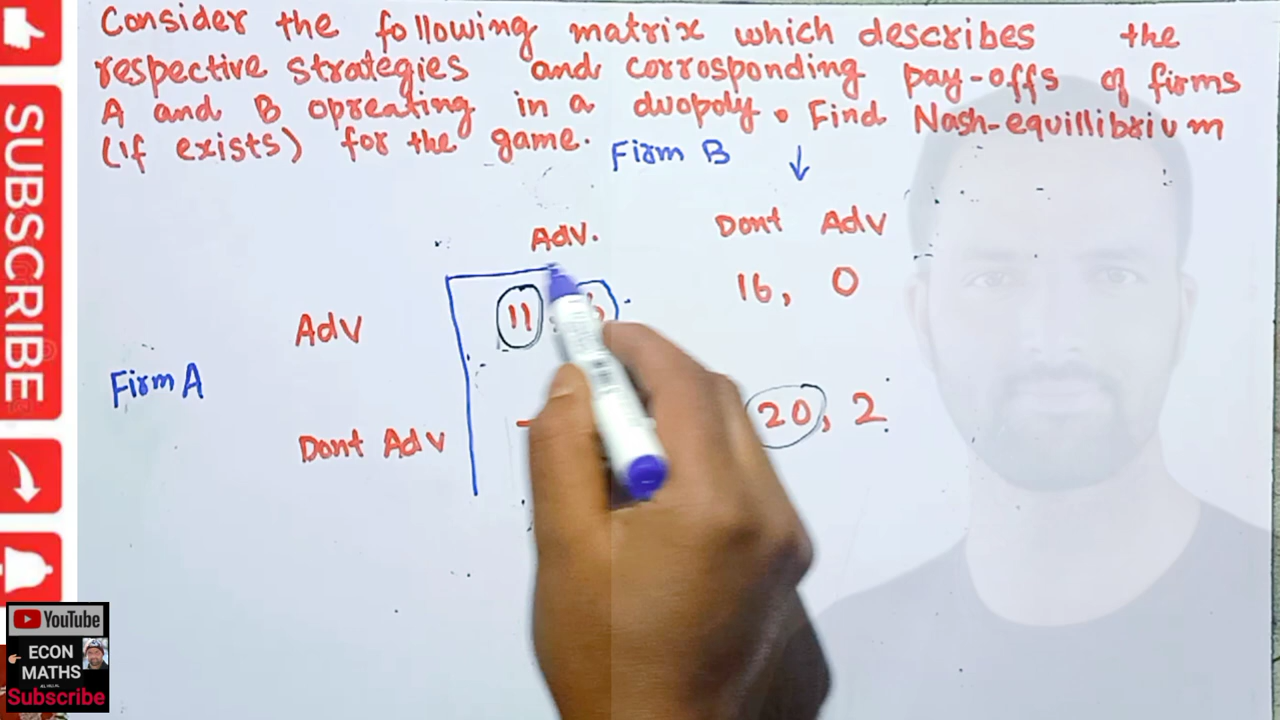 Consider the following matrix which describes the
respective strategies and corrosponding pay-offs of firms
A and B opreating in a duopoly. Find Nash-equillibrium
(if exists) for the game.
Firm B
Adv. Dont Adv
Adv 11 16, 0
Firm A
Dont Adv 20, 2
SUBSCRIBE
YouTube
ECON
MATHS
Subscribe